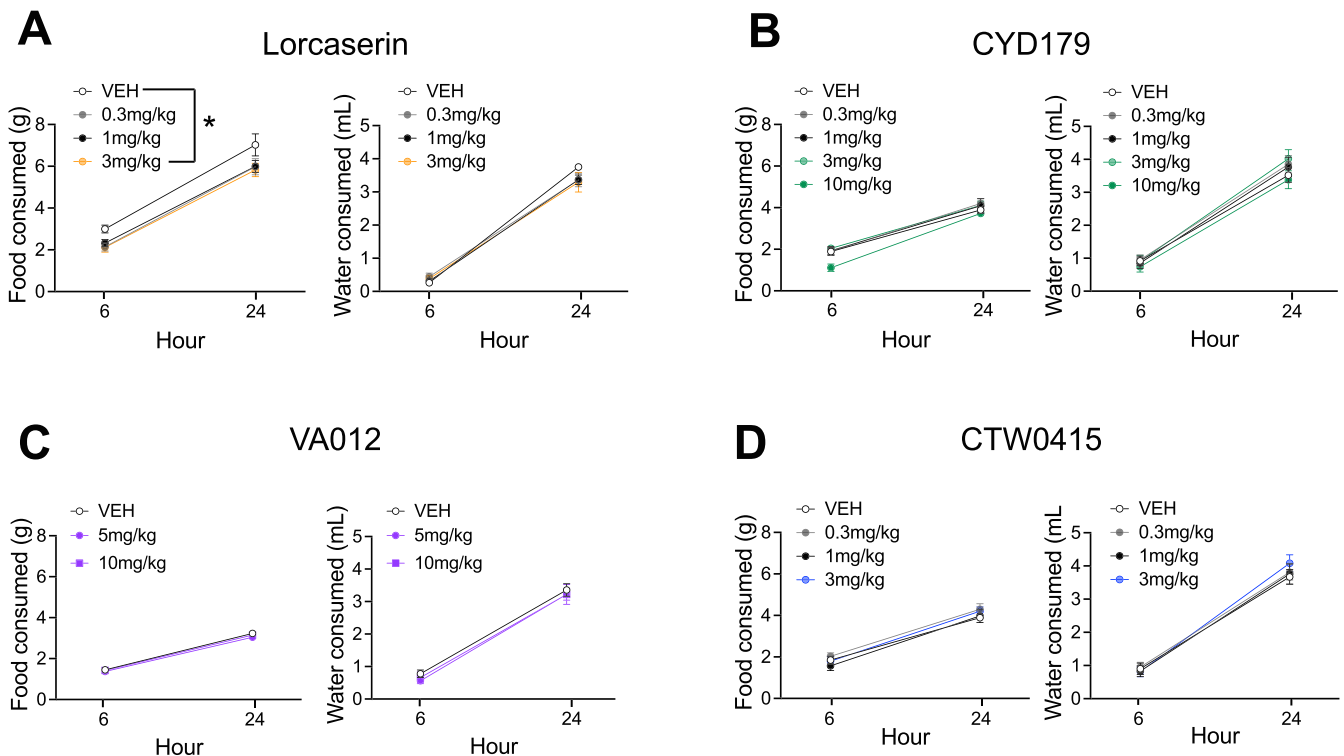 A
Lorcaserin
VEH
0.3mg/kg
1mg/kg
3mg/kg
*
Food consumed (g)
8
6
4
2
0
6
24
Hour
VEH
0.3mg/kg
1mg/kg
3mg/kg
Water consumed (mL)
5
4
3
2
1
0
6
24
Hour
B
CYD179
VEH
0.3mg/kg
1mg/kg
3mg/kg
10mg/kg
Food consumed (g)
8
6
4
2
0
6
24
Hour
VEH
0.3mg/kg
1mg/kg
3mg/kg
10mg/kg
Water consumed (mL)
5
4
3
2
1
0
6
24
Hour
C
VA012
VEH
5mg/kg
10mg/kg
Food consumed (g)
8
6
4
2
0
6
24
Hour
VEH
5mg/kg
10mg/kg
Water consumed (mL)
5
4
3
2
1
0
6
24
Hour
D
CTW0415
VEH
0.3mg/kg
1mg/kg
3mg/kg
Food consumed (g)
8
6
4
2
0
6
24
Hour
VEH
0.3mg/kg
1mg/kg
3mg/kg
Water consumed (mL
5
4
3
2
1
0
6
24
Hour